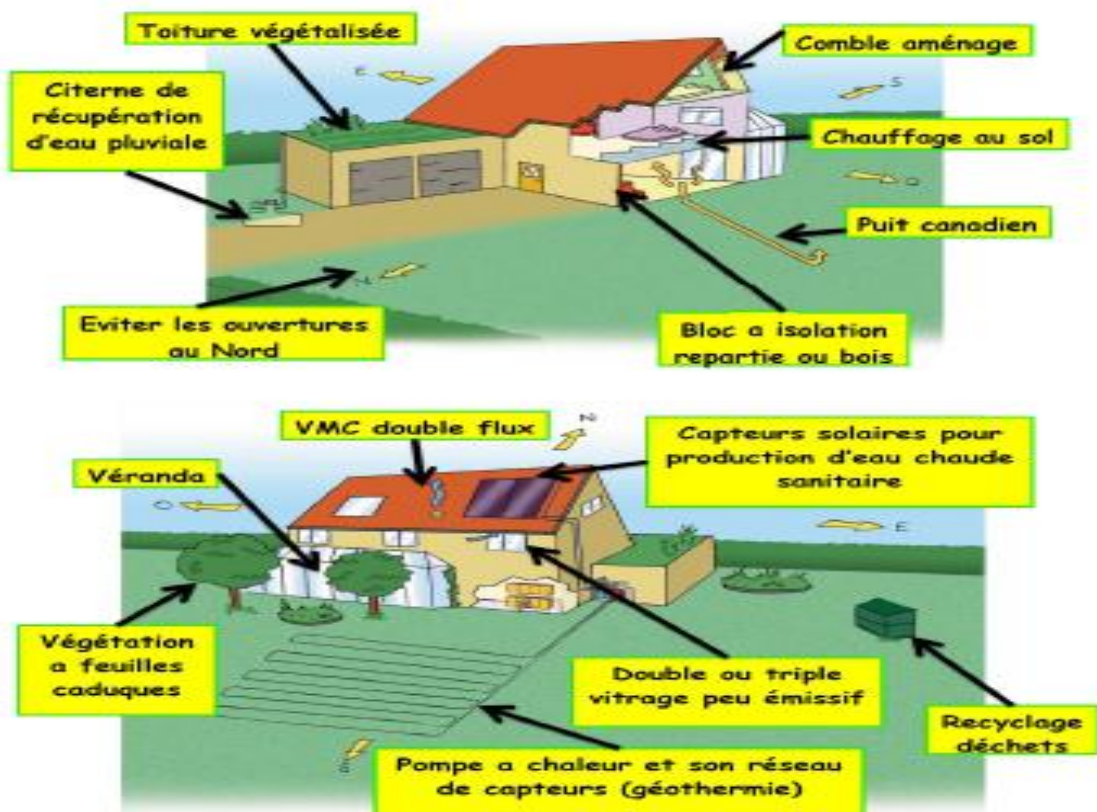 Toiture végétalisée
Comble aménage
Citerne de
récupération
d'eau pluviale
E
S
Chauffage au sol
O
Puit canadien
N
Eviter les ouvertures
au Nord
Bloc a isolation
repartie ou bois
VMC double flux
N
Capteurs solaires pour
production d'eau chaude
sanitaire
Véranda
O
E
Végétation
a feuilles
caduques
Double ou triple
vitrage peu émissif
Recyclage
déchets
S
Pompe a chaleur et son réseau
de capteurs (géothermie)